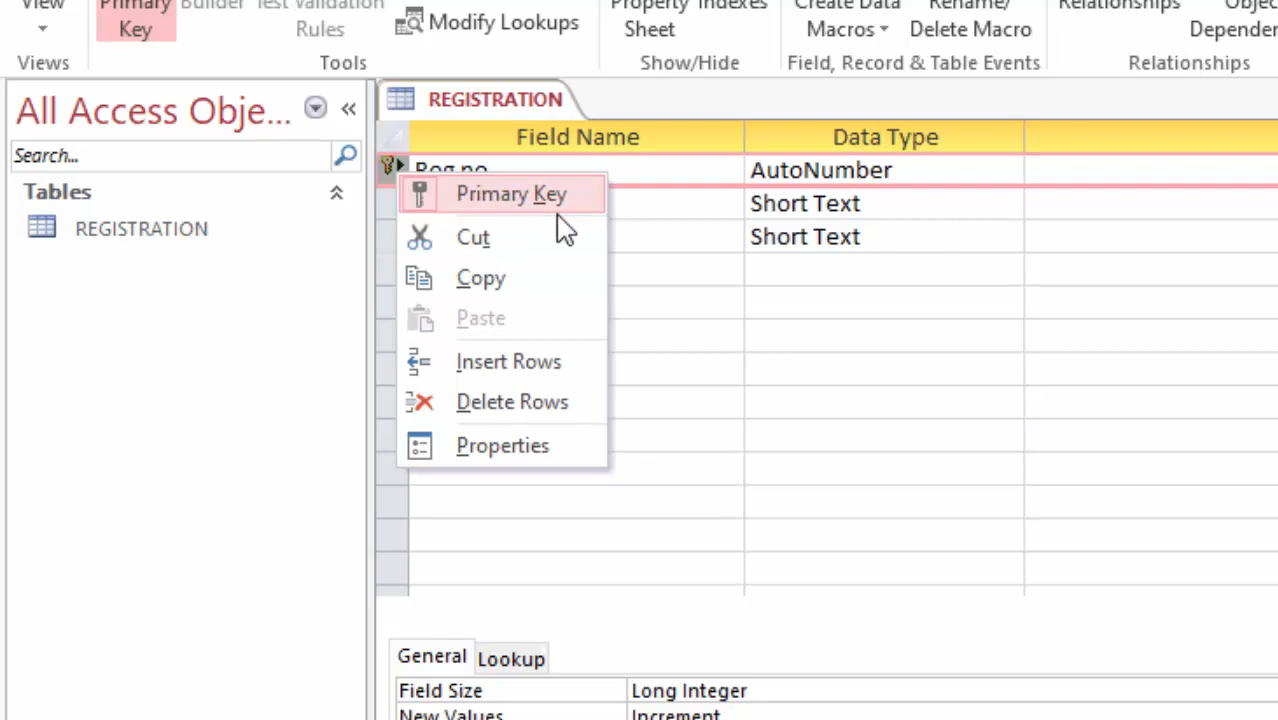 View
Primary
Key
Builder
Test Validation
Rules
Modify Lookups
Property
Sheet
Indexes
Create Data
Macros
Rename/
Delete Macro
Relationships
Views
Tools
Show/Hide
Field, Record & Table Events
Relationships
All Access Obje...
Search...
Tables
REGISTRATION
REGISTRATION
Field Name
Data Type
Reg no
AutoNumber
Short Text
Short Text
Primary Key
Cut
Copy
Paste
Insert Rows
Delete Rows
Properties
General
Lookup
Field Size
Long Integer
New Values
Increment